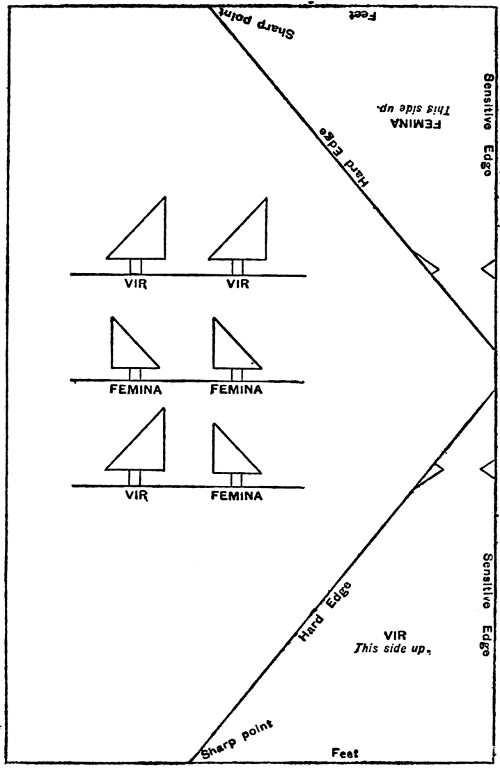 Sharp point
Feet
Sensitive Edge
FEMINA
This side up.
Hard Edge
VIR VIR
FEMINA FEMINA
VIR FEMINA
Hard Edge
Sensitive Edge
VIR
This side up.
Sharp point
Feet